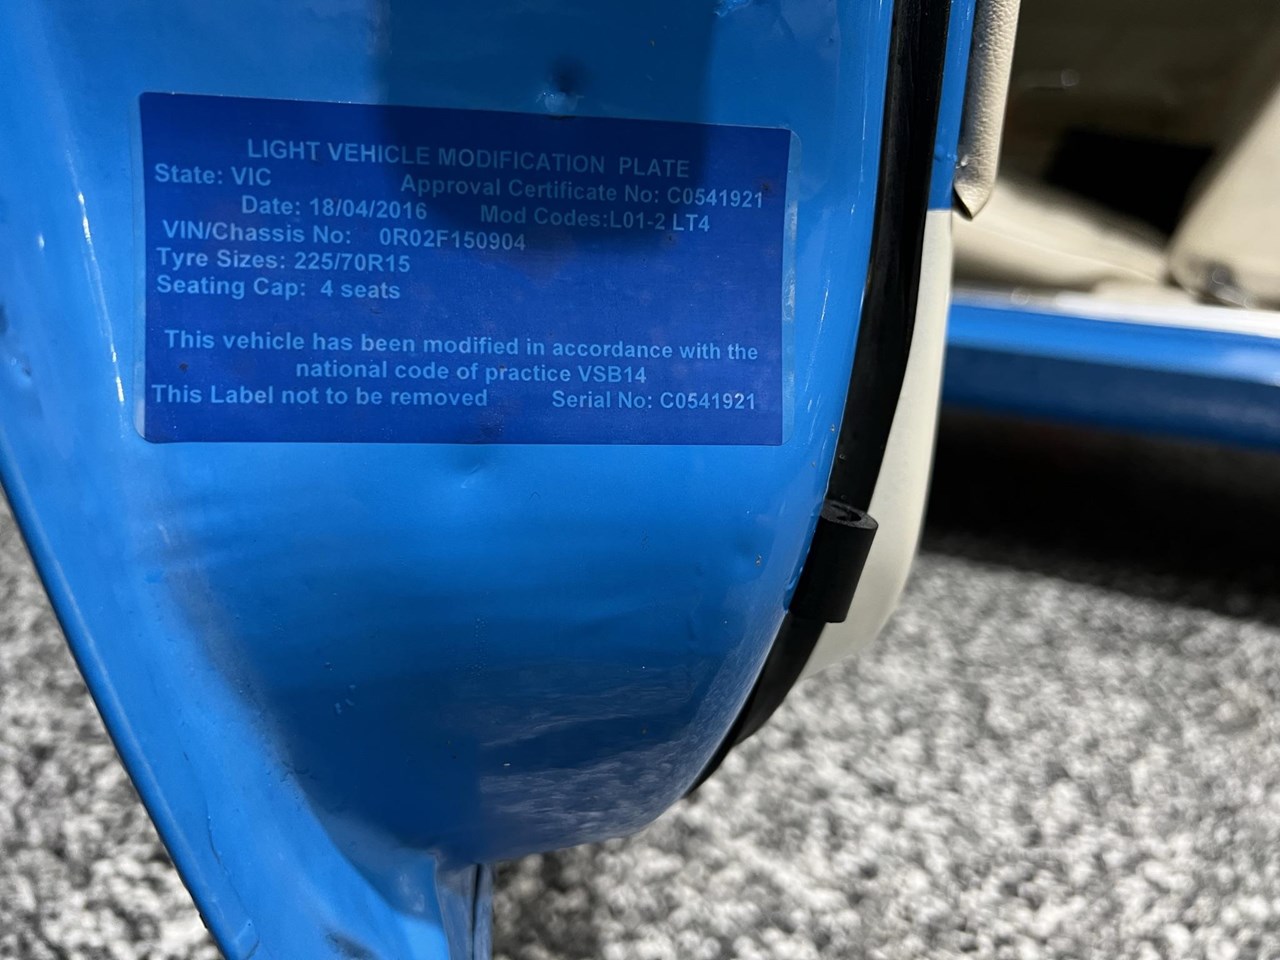 LIGHT VEHICLE MODIFICATION PLATE
State: VIC Approval Certificate No: C0541921
Date: 18/04/2016 Mod Codes:L01-2 LT4
VIN/Chassis No: 0R02F150904
Tyre Sizes: 225/70R15
Seating Cap: 4 seats
This vehicle has been modified in accordance with the
national code of practice VSB14
This Label not to be removed Serial No: C0541921